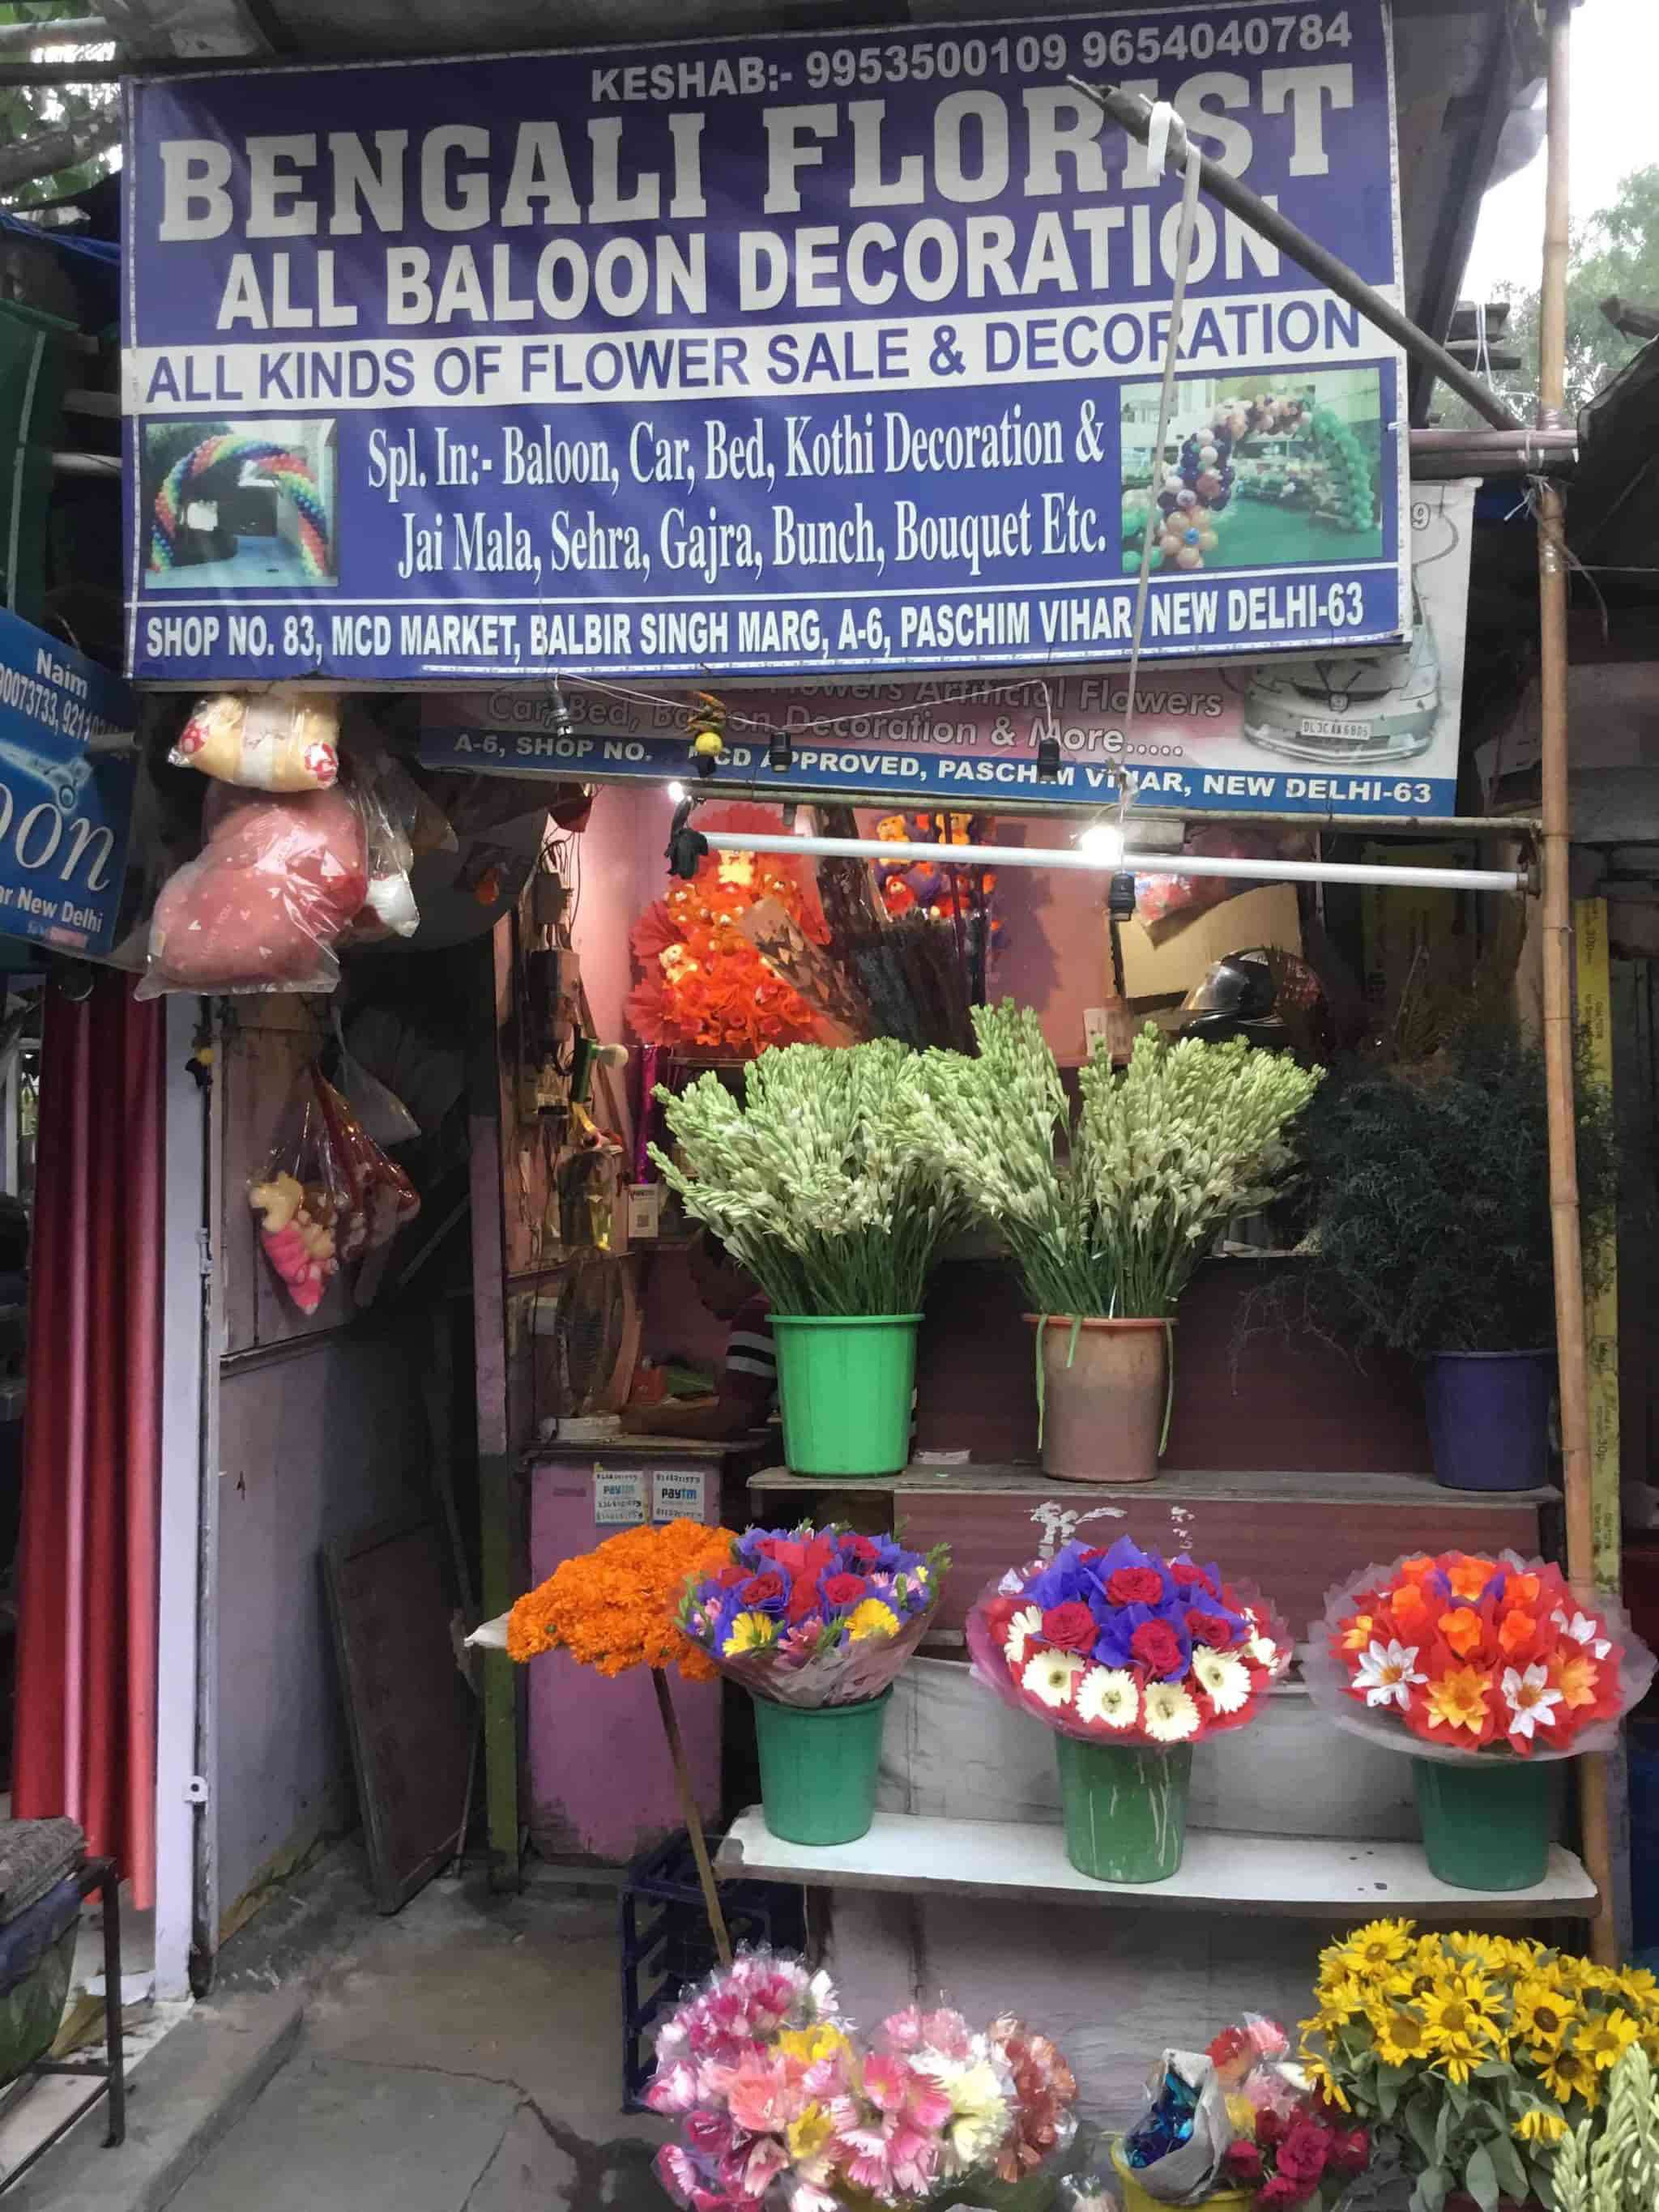 KESHAB:- 9953500109 9654040784
BENGALI FLORIST
ALL BALOON DECORATION
ALL KINDS OF FLOWER SALE & DECORATION
Spl. In:- Baloon, Car, Bed, Kothi Decoration &
Jai Mala, Sehra, Gajra, Bunch, Bouquet Etc.
SHOP NO. 83, MCD MARKET, BALBIR SINGH MARG, A-6, PASCHIM VIHAR, NEW DELHI-63
Flowers Artificial Flowers
Car, Bed, Decoration & More.....
A-6, SHOP NO. APPROVED, PASCHIM VIHAR, NEW DELHI-63
Naim
New Delhi
paytm
paytm